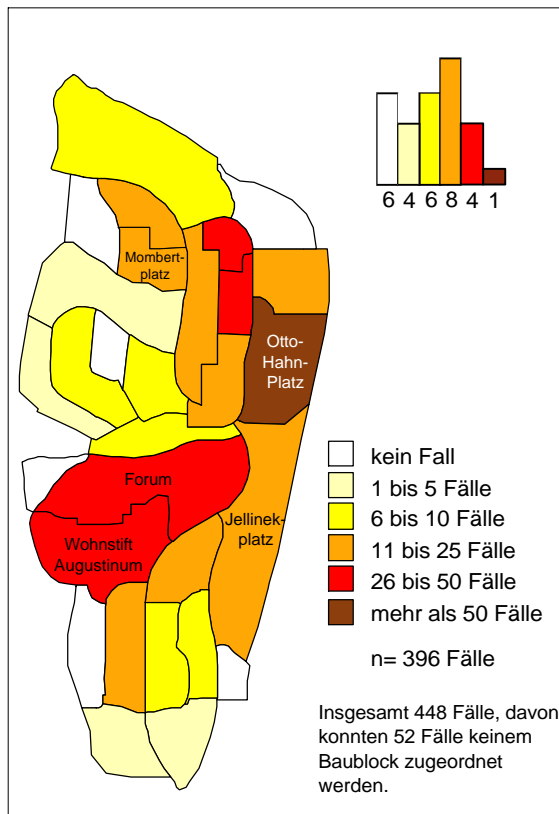 6 4 6 8 4 1
Mombert-
platz
Otto-
Hahn-
Platz
Forum
Jellinek-
platz
Wohnstift
Augustinum
kein Fall
1 bis 5 Fälle
6 bis 10 Fälle
11 bis 25 Fälle
26 bis 50 Fälle
mehr als 50 Fälle
n= 396 Fälle
Insgesamt 448 Fälle, davon
konnten 52 Fälle keinem
Baublock zugeordnet
werden.